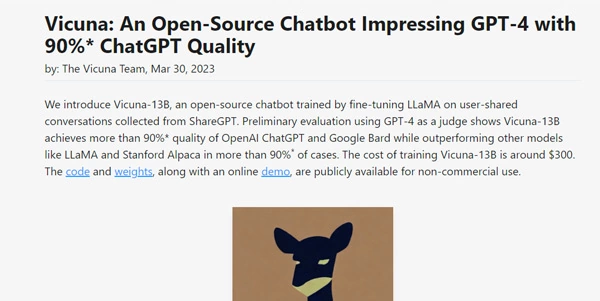 Vicuna: An Open-Source Chatbot Impressing GPT-4 with
90%* ChatGPT Quality
by: The Vicuna Team, Mar 30, 2023
We introduce Vicuna-13B, an open-source chatbot trained by fine-tuning LLaMA on user-shared
conversations collected from ShareGPT. Preliminary evaluation using GPT-4 as a judge shows Vicuna-13B
achieves more than 90%* quality of OpenAI ChatGPT and Google Bard while outperforming other models
like LLaMA and Stanford Alpaca in more than 90%* of cases. The cost of training Vicuna-13B is around $300.
The code and weights, along with an online demo, are publicly available for non-commercial use.